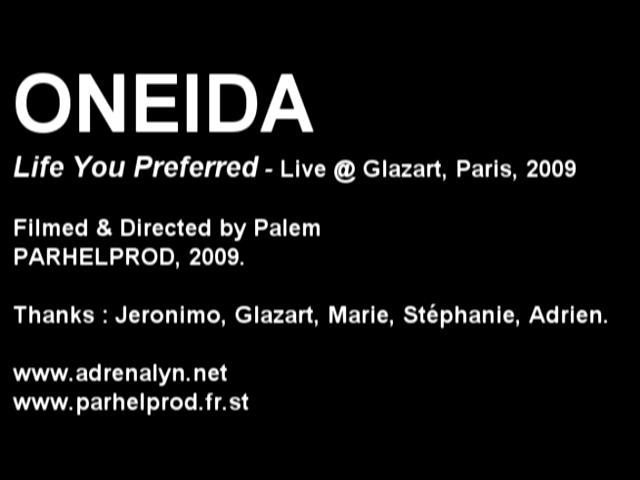 ONEIDA
Life You Preferred - Live @ Glazart, Paris, 2009
Filmed & Directed by Palem
PARHELPROD, 2009.
Thanks : Jeronimo, Glazart, Marie, Stéphanie, Adrien.
www.adrenalyn.net
www.parhelprod.fr.st